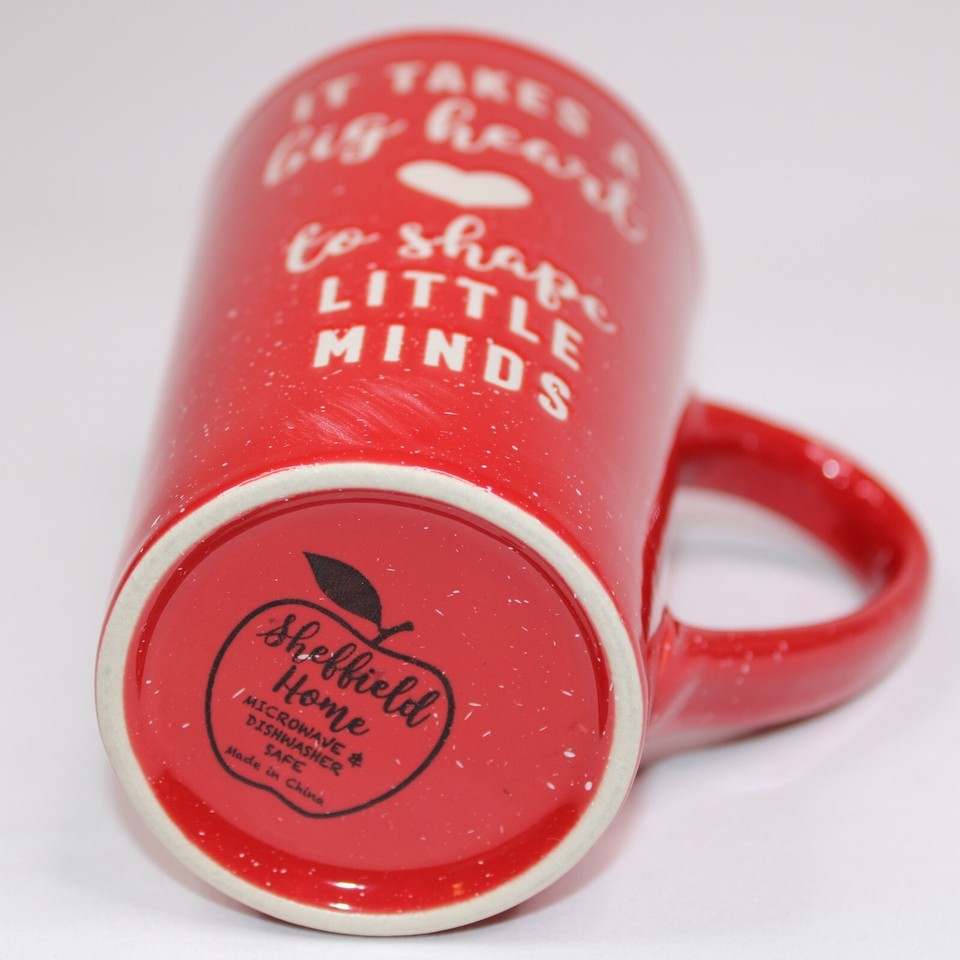 IT TAKES A
big heart
to shape
LITTLE
MINDS
Sheffield
Home
MICROWAVE &
DISHWASHER
SAFE
Made in China